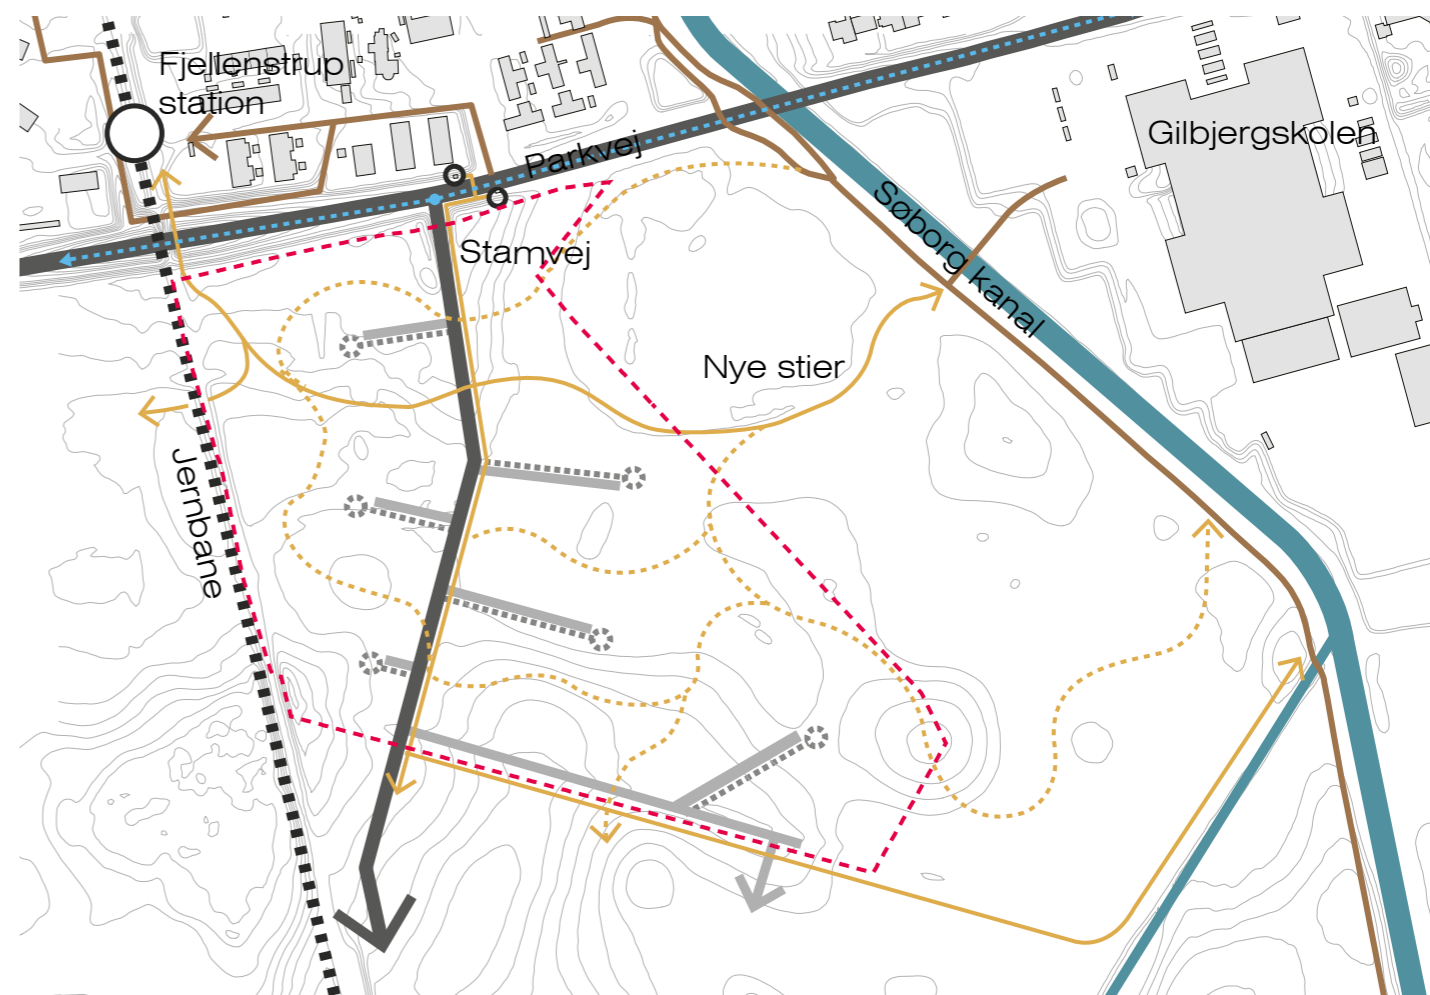 Fjellenstrup
station
Gilbjergskolen
Parkvej
Søborg kanal
Stamvej
Nye stier
Jernbane